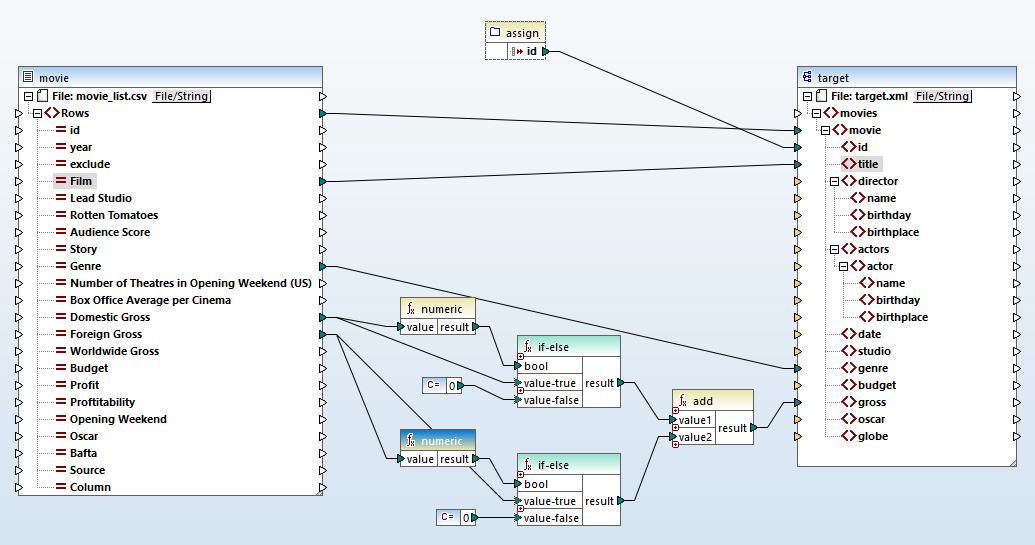 assign
id
movie
File: movie_list.csv File/String
Rows
id
year
exclude
Film
Lead Studio
Rotten Tomatoes
Audience Score
Story
Genre
Number of Theatres in Opening Weekend (US)
Box Office Average per Cinema
Domestic Gross
Foreign Gross
Worldwide Gross
Budget
Profit
Proftitability
Opening Weekend
Oscar
Bafta
Source
Column
numeric
value result
if-else
bool
value-true
value-false
result
C= 0
numeric
value result
if-else
bool
value-true
value-false
result
C= 0
add
value1
value2
result
target
File: target.xml File/String
movies
movie
id
title
director
name
birthday
birthplace
actors
actor
name
birthday
birthplace
date
studio
genre
budget
gross
oscar
globe